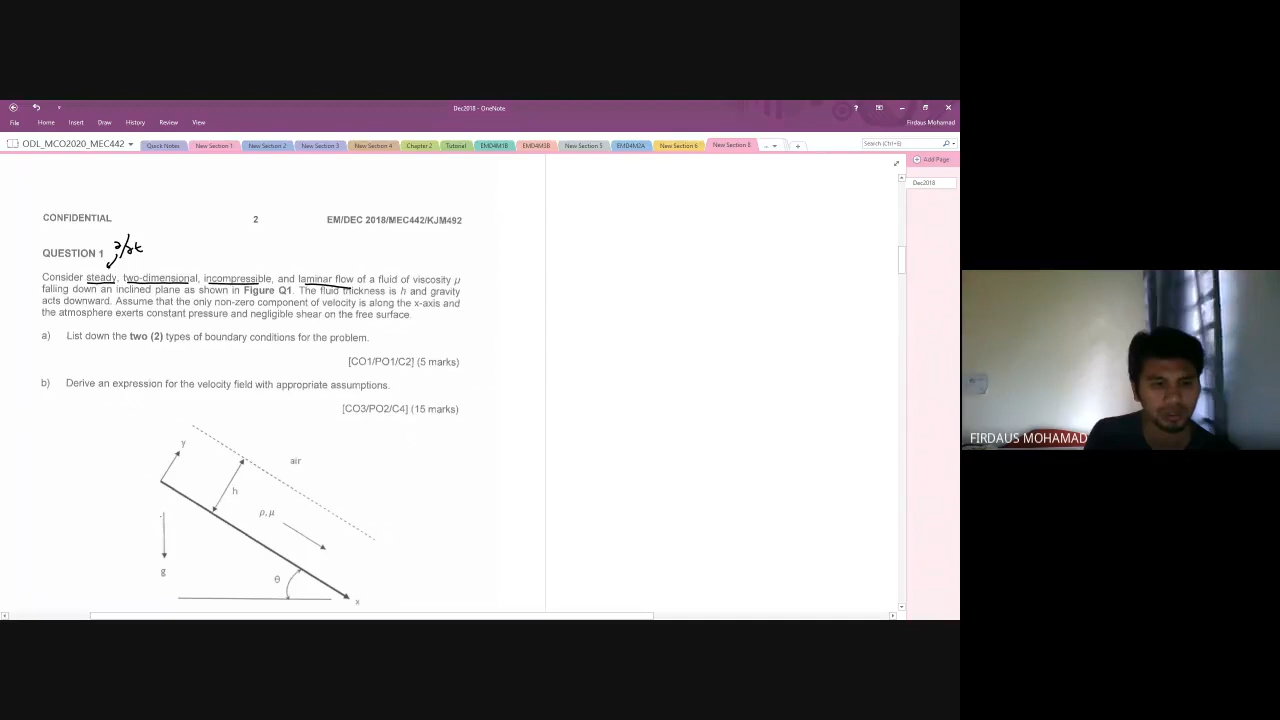 Dec2018 - OneNote
File Home Insert Draw History Review View
Firdaus Mohamad
ODL_MCO2020_MEC442 Quick Notes New Section 1 New Section 2 New Section 3 New Section 4 Chapter 2 Tutorial EMD4M1B EMD4M3B New Section 5 EMD4M2A New Section 6 New Section 8
Search (Ctrl+E)
Add Page
Dec2018
CONFIDENTIAL 2 EM/DEC 2018/MEC442/KJM492
QUESTION 1 ∂/∂t
Consider steady, two-dimensional, incompressible, and laminar flow of a fluid of viscosity μ
falling down an inclined plane as shown in Figure Q1. The fluid thickness is h and gravity
acts downward. Assume that the only non-zero component of velocity is along the x-axis and
the atmosphere exerts constant pressure and negligible shear on the free surface.
a) List down the two (2) types of boundary conditions for the problem.
[CO1/PO1/C2] (5 marks)
b) Derive an expression for the velocity field with appropriate assumptions.
[CO3/PO2/C4] (15 marks)
y
air
h
ρ, μ
g
θ
x
FIRDAUS MOHAMAD